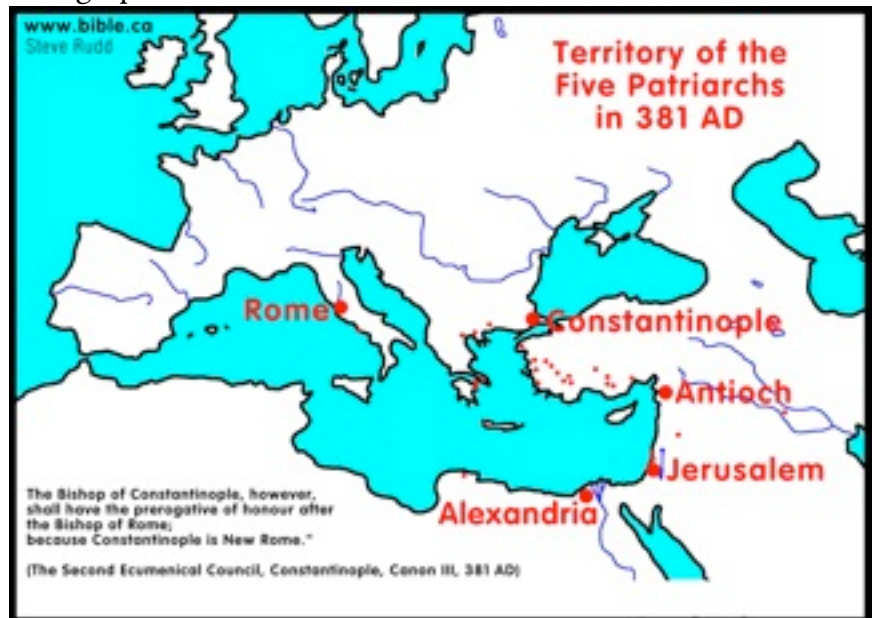 www.bible.ca
Steve Rudd
Territory of the
Five Patriarchs
in 381 AD
Rome
Constantinople
Antioch
Jerusalem
Alexandria
The Bishop of Constantinople, however,
shall have the prerogative of honour after
the Bishop of Rome;
because Constantinople is New Rome."
(The Second Ecumenical Council, Constantinople, Canon III, 381 AD)